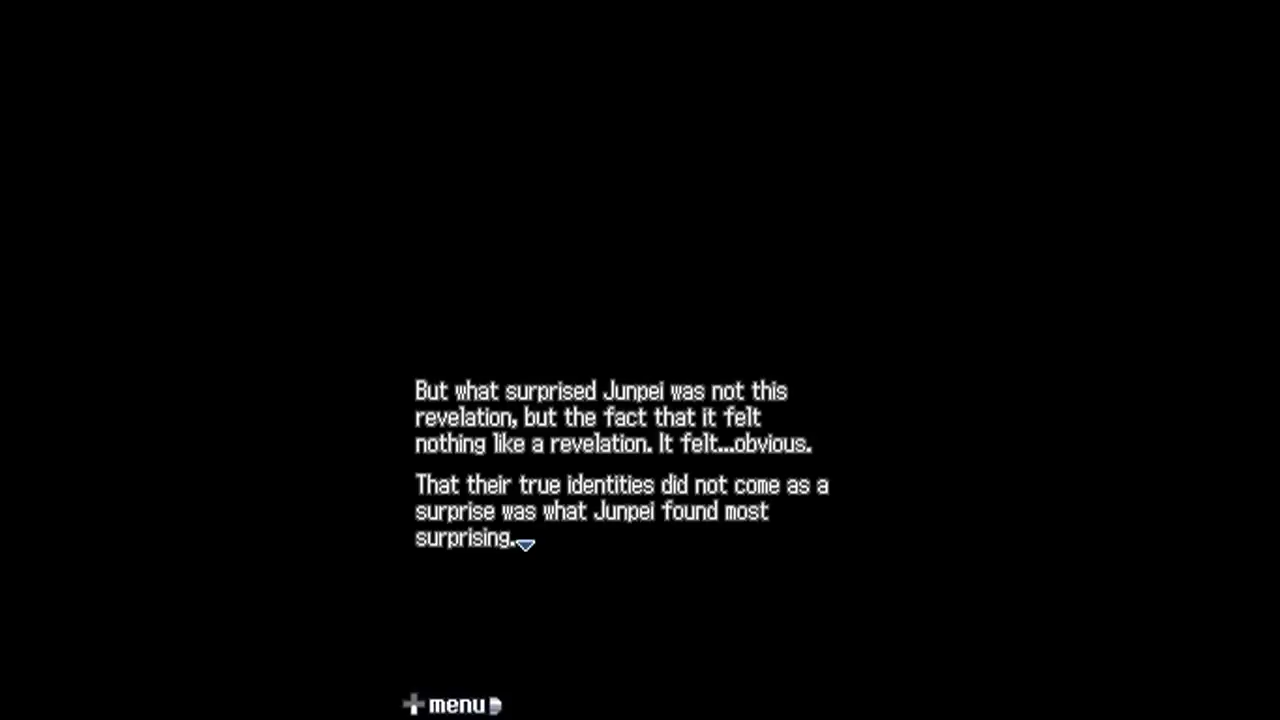 But what surprised Junpei was not this
revelation, but the fact that it felt
nothing like a revelation. It felt...obvious.
That their true identities did not come as a
surprise was what Junpei found most
surprising.
menu